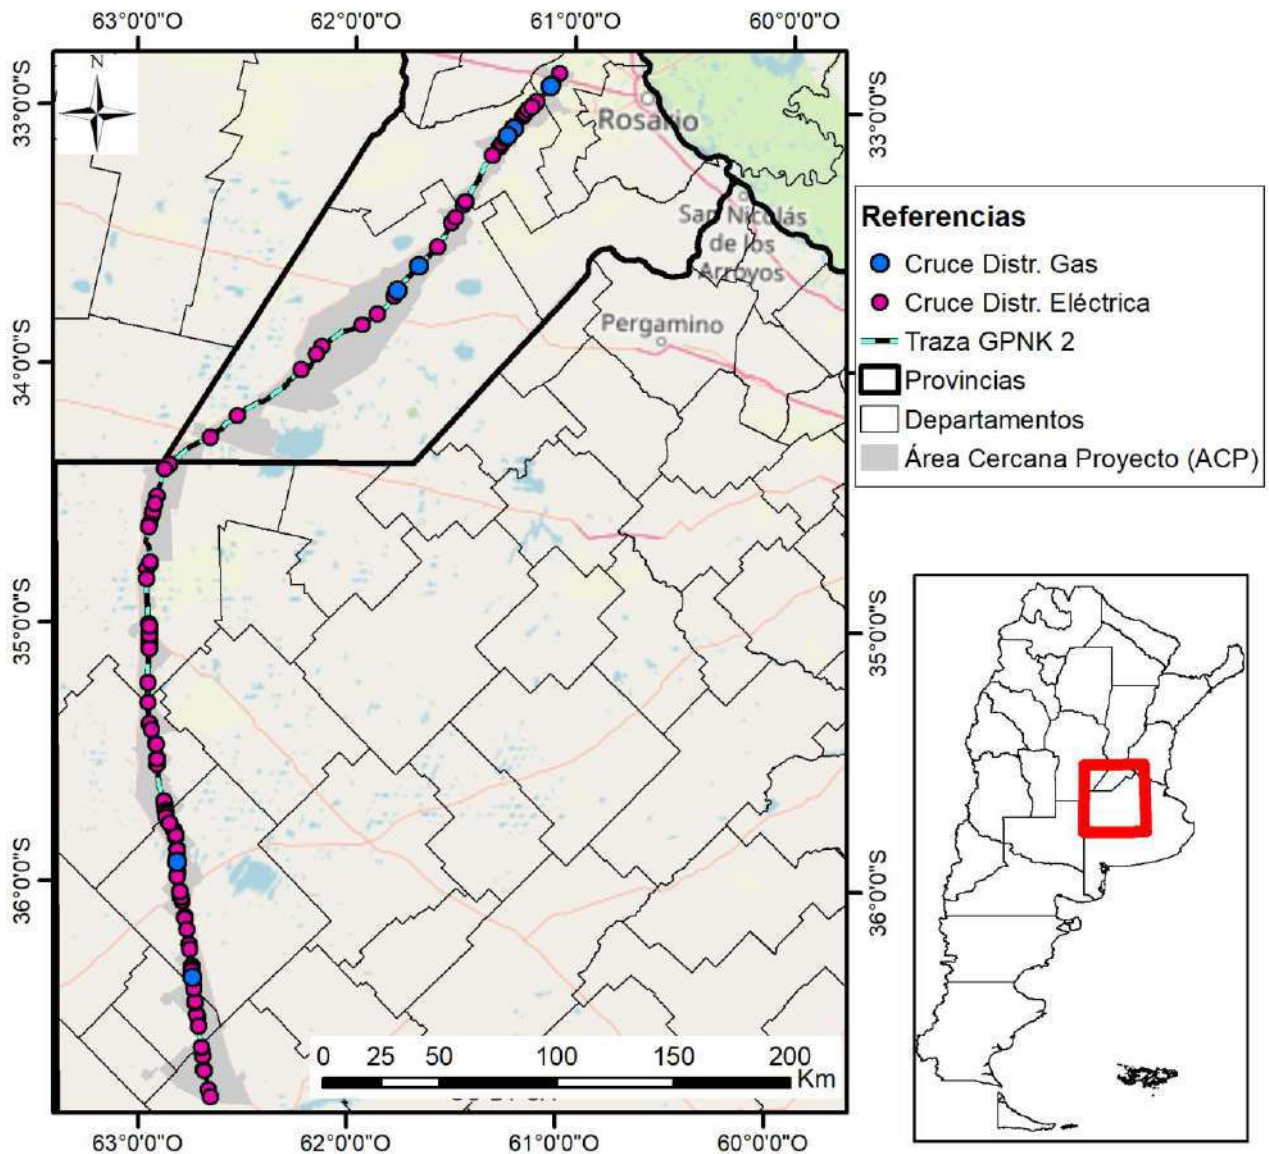 63°0'0"O 62°0'0"O 61°0'0"O 60°0'0"O
N
33°0'0"S
33°0'0"S
Rosario
San Nicolás
de los
Arroyos
Pergamino
34°0'0"S
Referencias
Cruce Distr. Gas
Cruce Distr. Eléctrica
Traza GPNK 2
Provincias
Departamentos
Área Cercana Proyecto (ACP)
35°0'0"S
35°0'0"S
36°0'0"S
36°0'0"S
0 25 50 100 150 200
Km
63°0'0"O 62°0'0"O 61°0'0"O 60°0'0"O